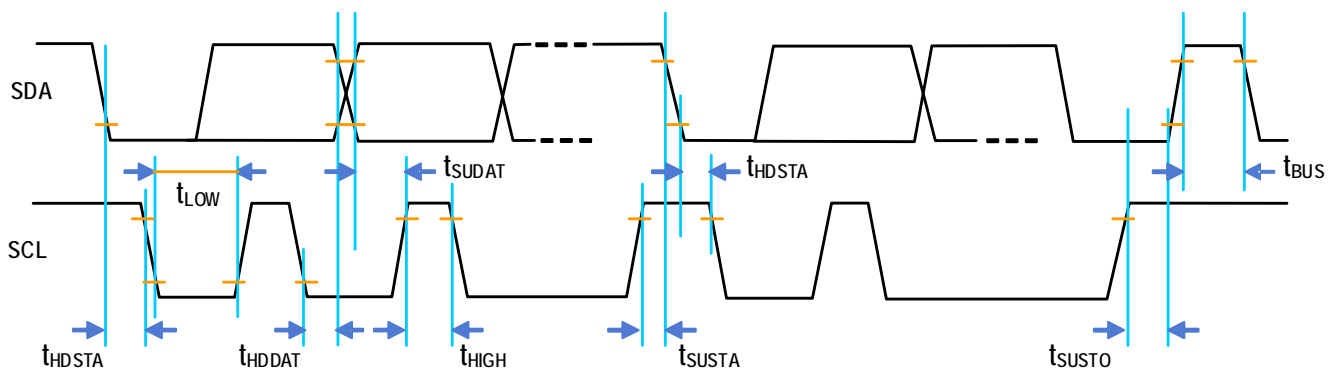 SDA
tSUDAT
tHDSTA
tBUS
tLOW
SCL
tHDSTA
tHDDAT
tHIGH
tSUSTA
tSUSTO